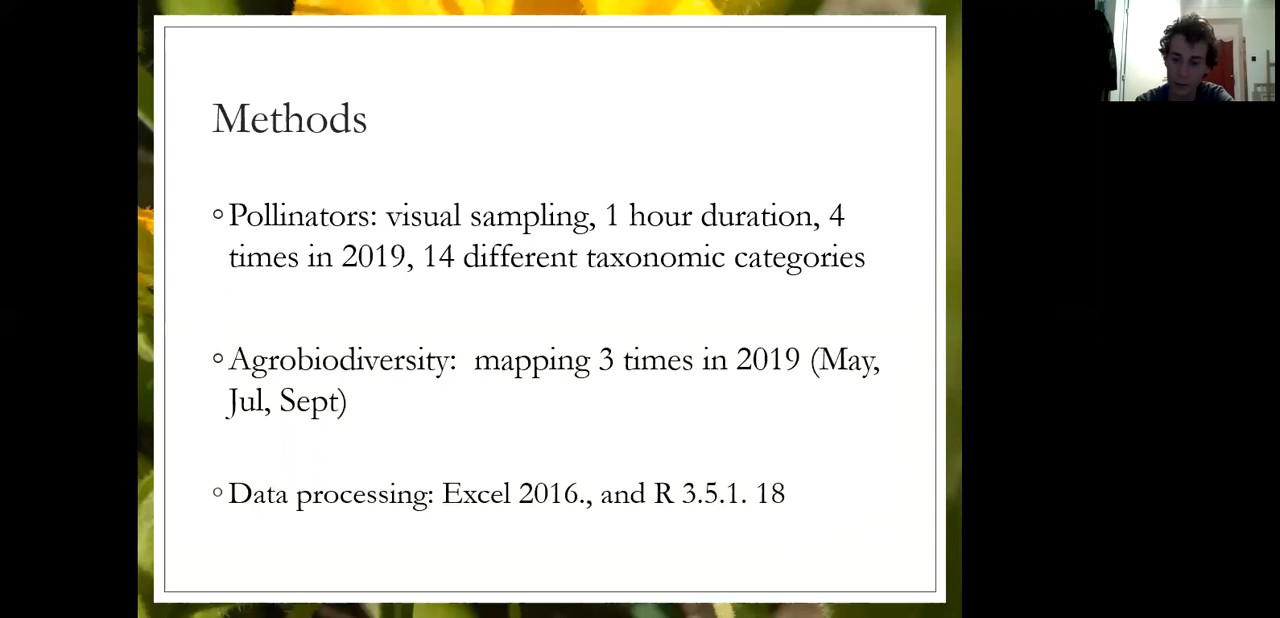 Methods
◦Pollinators: visual sampling, 1 hour duration, 4
times in 2019, 14 different taxonomic categories
◦Agrobiodiversity:  mapping 3 times in 2019 (May,
Jul, Sept)
◦Data processing: Excel 2016., and R 3.5.1. 18